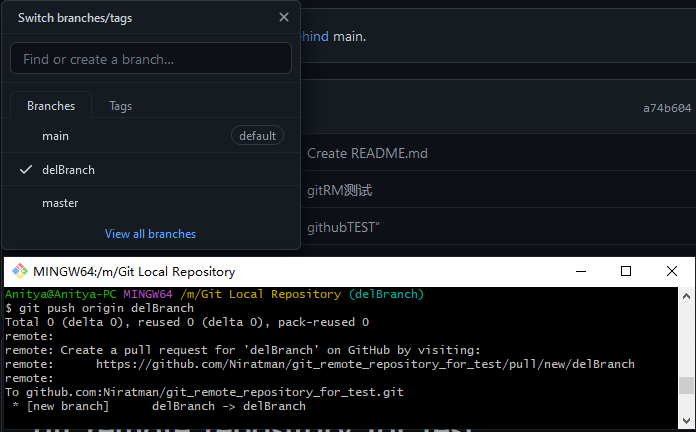 Switch branches/tags
Find or create a branch...
Branches
Tags
main
default
delBranch
master
View all branches
hind main.
a74b604
Create README.md
gitRM测试
githubTEST"
MINGW64:/m/Git Local Repository
Anitya@Anitya-PC MINGW64 /m/Git Local Repository (delBranch)
$ git push origin delBranch
Total 0 (delta 0), reused 0 (delta 0), pack-reused 0
remote:
remote: Create a pull request for 'delBranch' on GitHub by visiting:
remote:      https://github.com/Niratman/git_remote_repository_for_test/pull/new/delBranch
remote:
To github.com:Niratman/git_remote_repository_for_test.git
 * [new branch]      delBranch -> delBranch